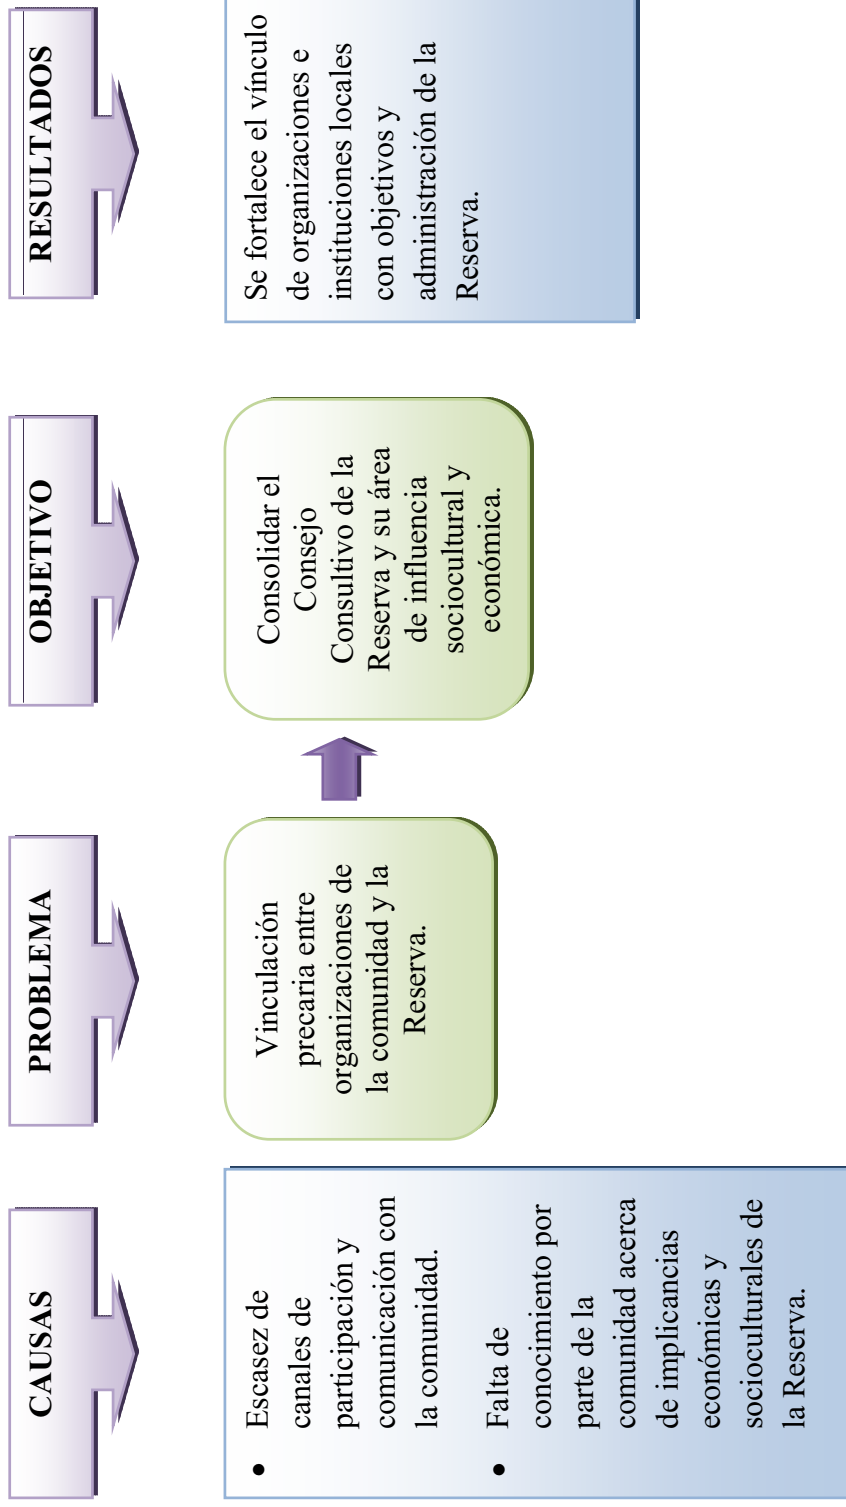 CAUSAS
PROBLEMA
OBJETIVO
RESULTADOS
• Escasez de
canales de
participación y
comunicación con
la comunidad.
• Falta de
conocimiento por
parte de la
comunidad acerca
de implicancias
económicas y
socioculturales de
la Reserva.
Vinculación
precaria entre
organizaciones de
la comunidad y la
Reserva.
Consolidar el
Consejo
Consultivo de la
Reserva y su área
de influencia
sociocultural y
económica.
Se fortalece el vínculo
de organizaciones e
instituciones locales
con objetivos y
administración de la
Reserva.